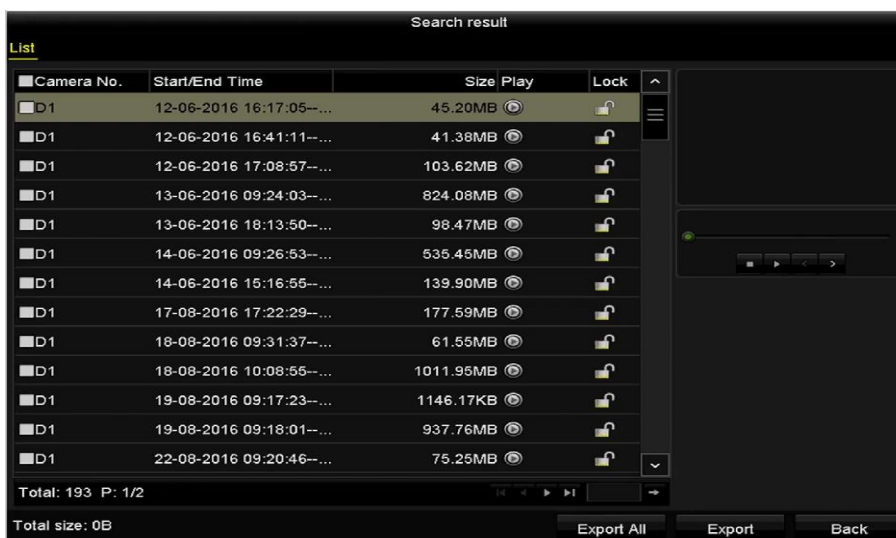 Search result
List
Camera No. Start/End Time Size Play Lock
D1 12-06-2016 16:17:05--... 45.20MB
D1 12-06-2016 16:41:11--... 41.38MB
D1 12-06-2016 17:08:57--... 103.62MB
D1 13-06-2016 09:24:03--... 824.08MB
D1 13-06-2016 18:13:50--... 98.47MB
D1 14-06-2016 09:26:53--... 535.45MB
D1 14-06-2016 15:16:55--... 139.90MB
D1 17-08-2016 17:22:29--... 177.59MB
D1 18-08-2016 09:31:37--... 61.55MB
D1 18-08-2016 10:08:55--... 1011.95MB
D1 19-08-2016 09:17:23--... 1146.17KB
D1 19-08-2016 09:18:01--... 937.76MB
D1 22-08-2016 09:20:46--... 75.25MB
Total: 193 P: 1/2
Total size: 0B
Export All Export Back